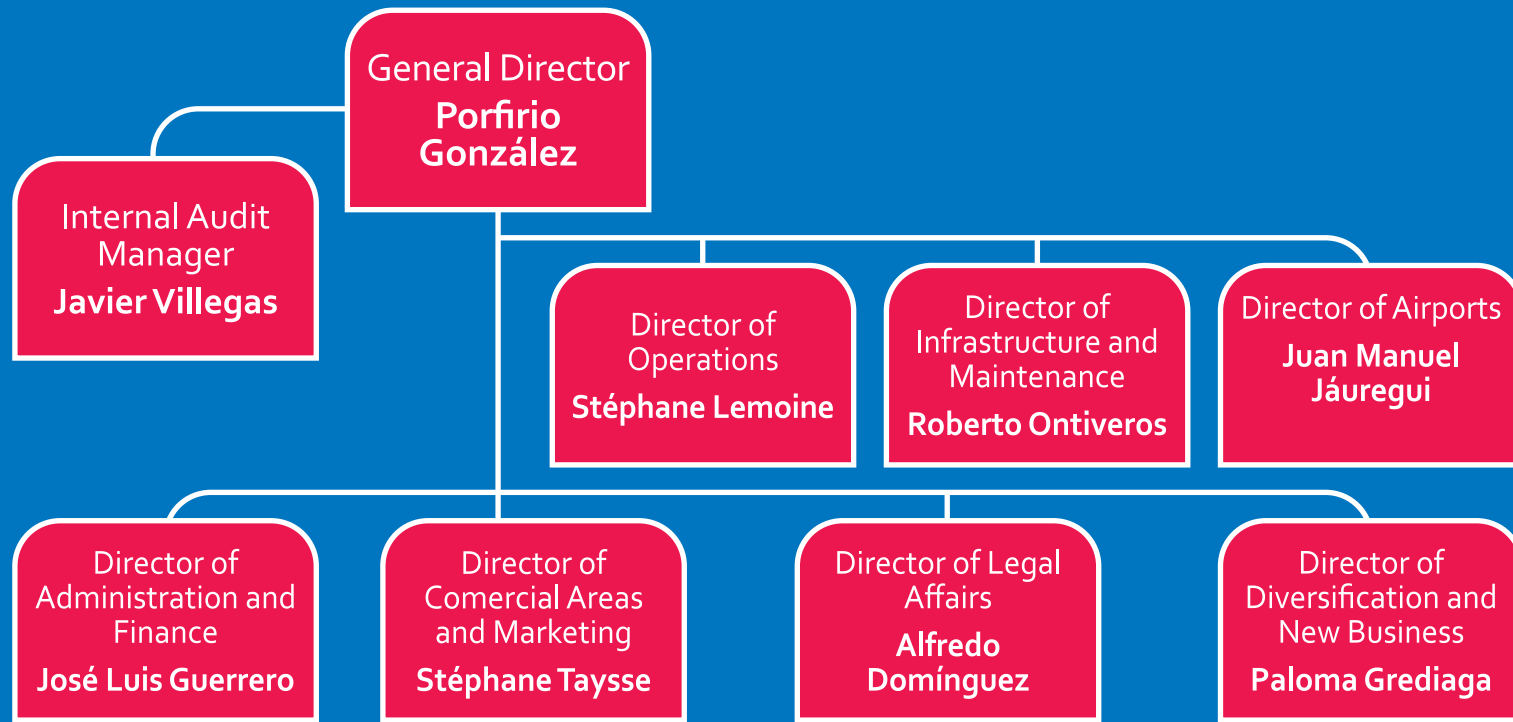 General Director
Porfirio
González
Internal Audit
Manager
Javier Villegas
Director of
Operations
Stéphane Lemoine
Director of
Infrastructure and
Maintenance
Roberto Ontiveros
Director of Airports
Juan Manuel
Jáuregui
Director of
Administration and
Finance
José Luis Guerrero
Director of
Comercial Areas
and Marketing
Stéphane Taysse
Director of Legal
Affairs
Alfredo
Domínguez
Director of
Diversification and
New Business
Paloma Grediaga